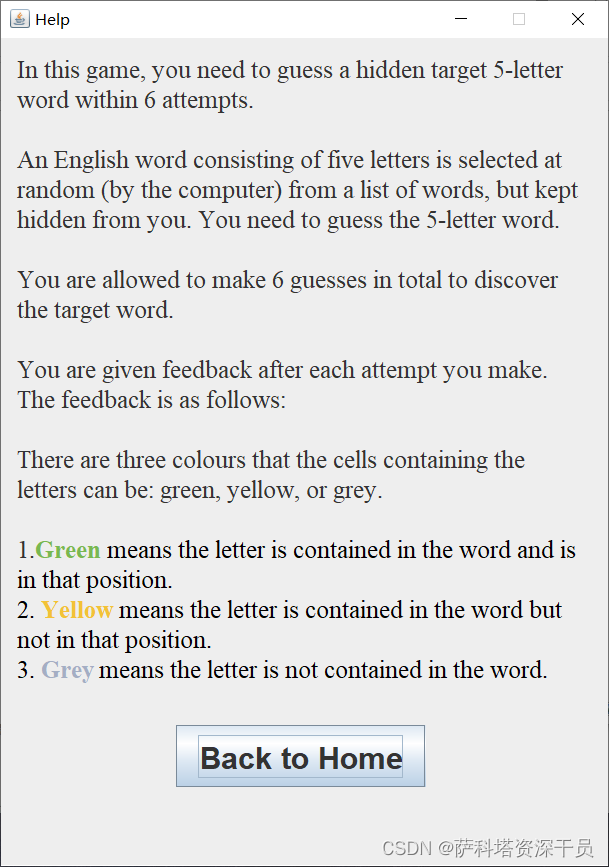 Help
In this game, you need to guess a hidden target 5-letter
word within 6 attempts.
An English word consisting of five letters is selected at
random (by the computer) from a list of words, but kept
hidden from you. You need to guess the 5-letter word.
You are allowed to make 6 guesses in total to discover
the target word.
You are given feedback after each attempt you make.
The feedback is as follows:
There are three colours that the cells containing the
letters can be: green, yellow, or grey.
1.Green means the letter is contained in the word and is
in that position.
2. Yellow means the letter is contained in the word but
not in that position.
3. Grey means the letter is not contained in the word.
Back to Home
CSDN @萨科塔资深干员